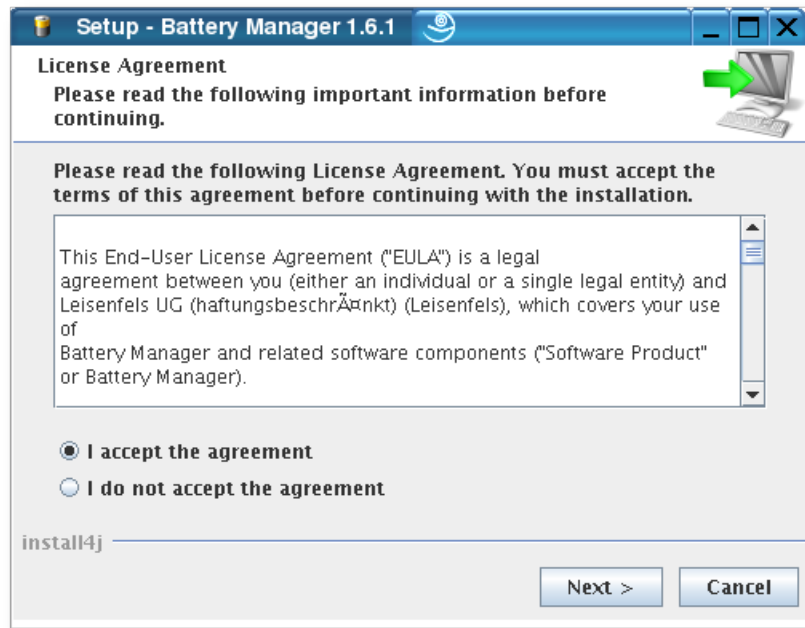 Setup - Battery Manager 1.6.1
License Agreement
Please read the following important information before
continuing.
Please read the following License Agreement. You must accept the
terms of this agreement before continuing with the installation.
This End-User License Agreement ("EULA") is a legal
agreement between you (either an individual or a single legal entity) and
Leisenfels UG (haftungsbeschrÃ¤nkt) (Leisenfels), which covers your use
of
Battery Manager and related software components ("Software Product"
or Battery Manager).
I accept the agreement
I do not accept the agreement
install4j
Next >
Cancel